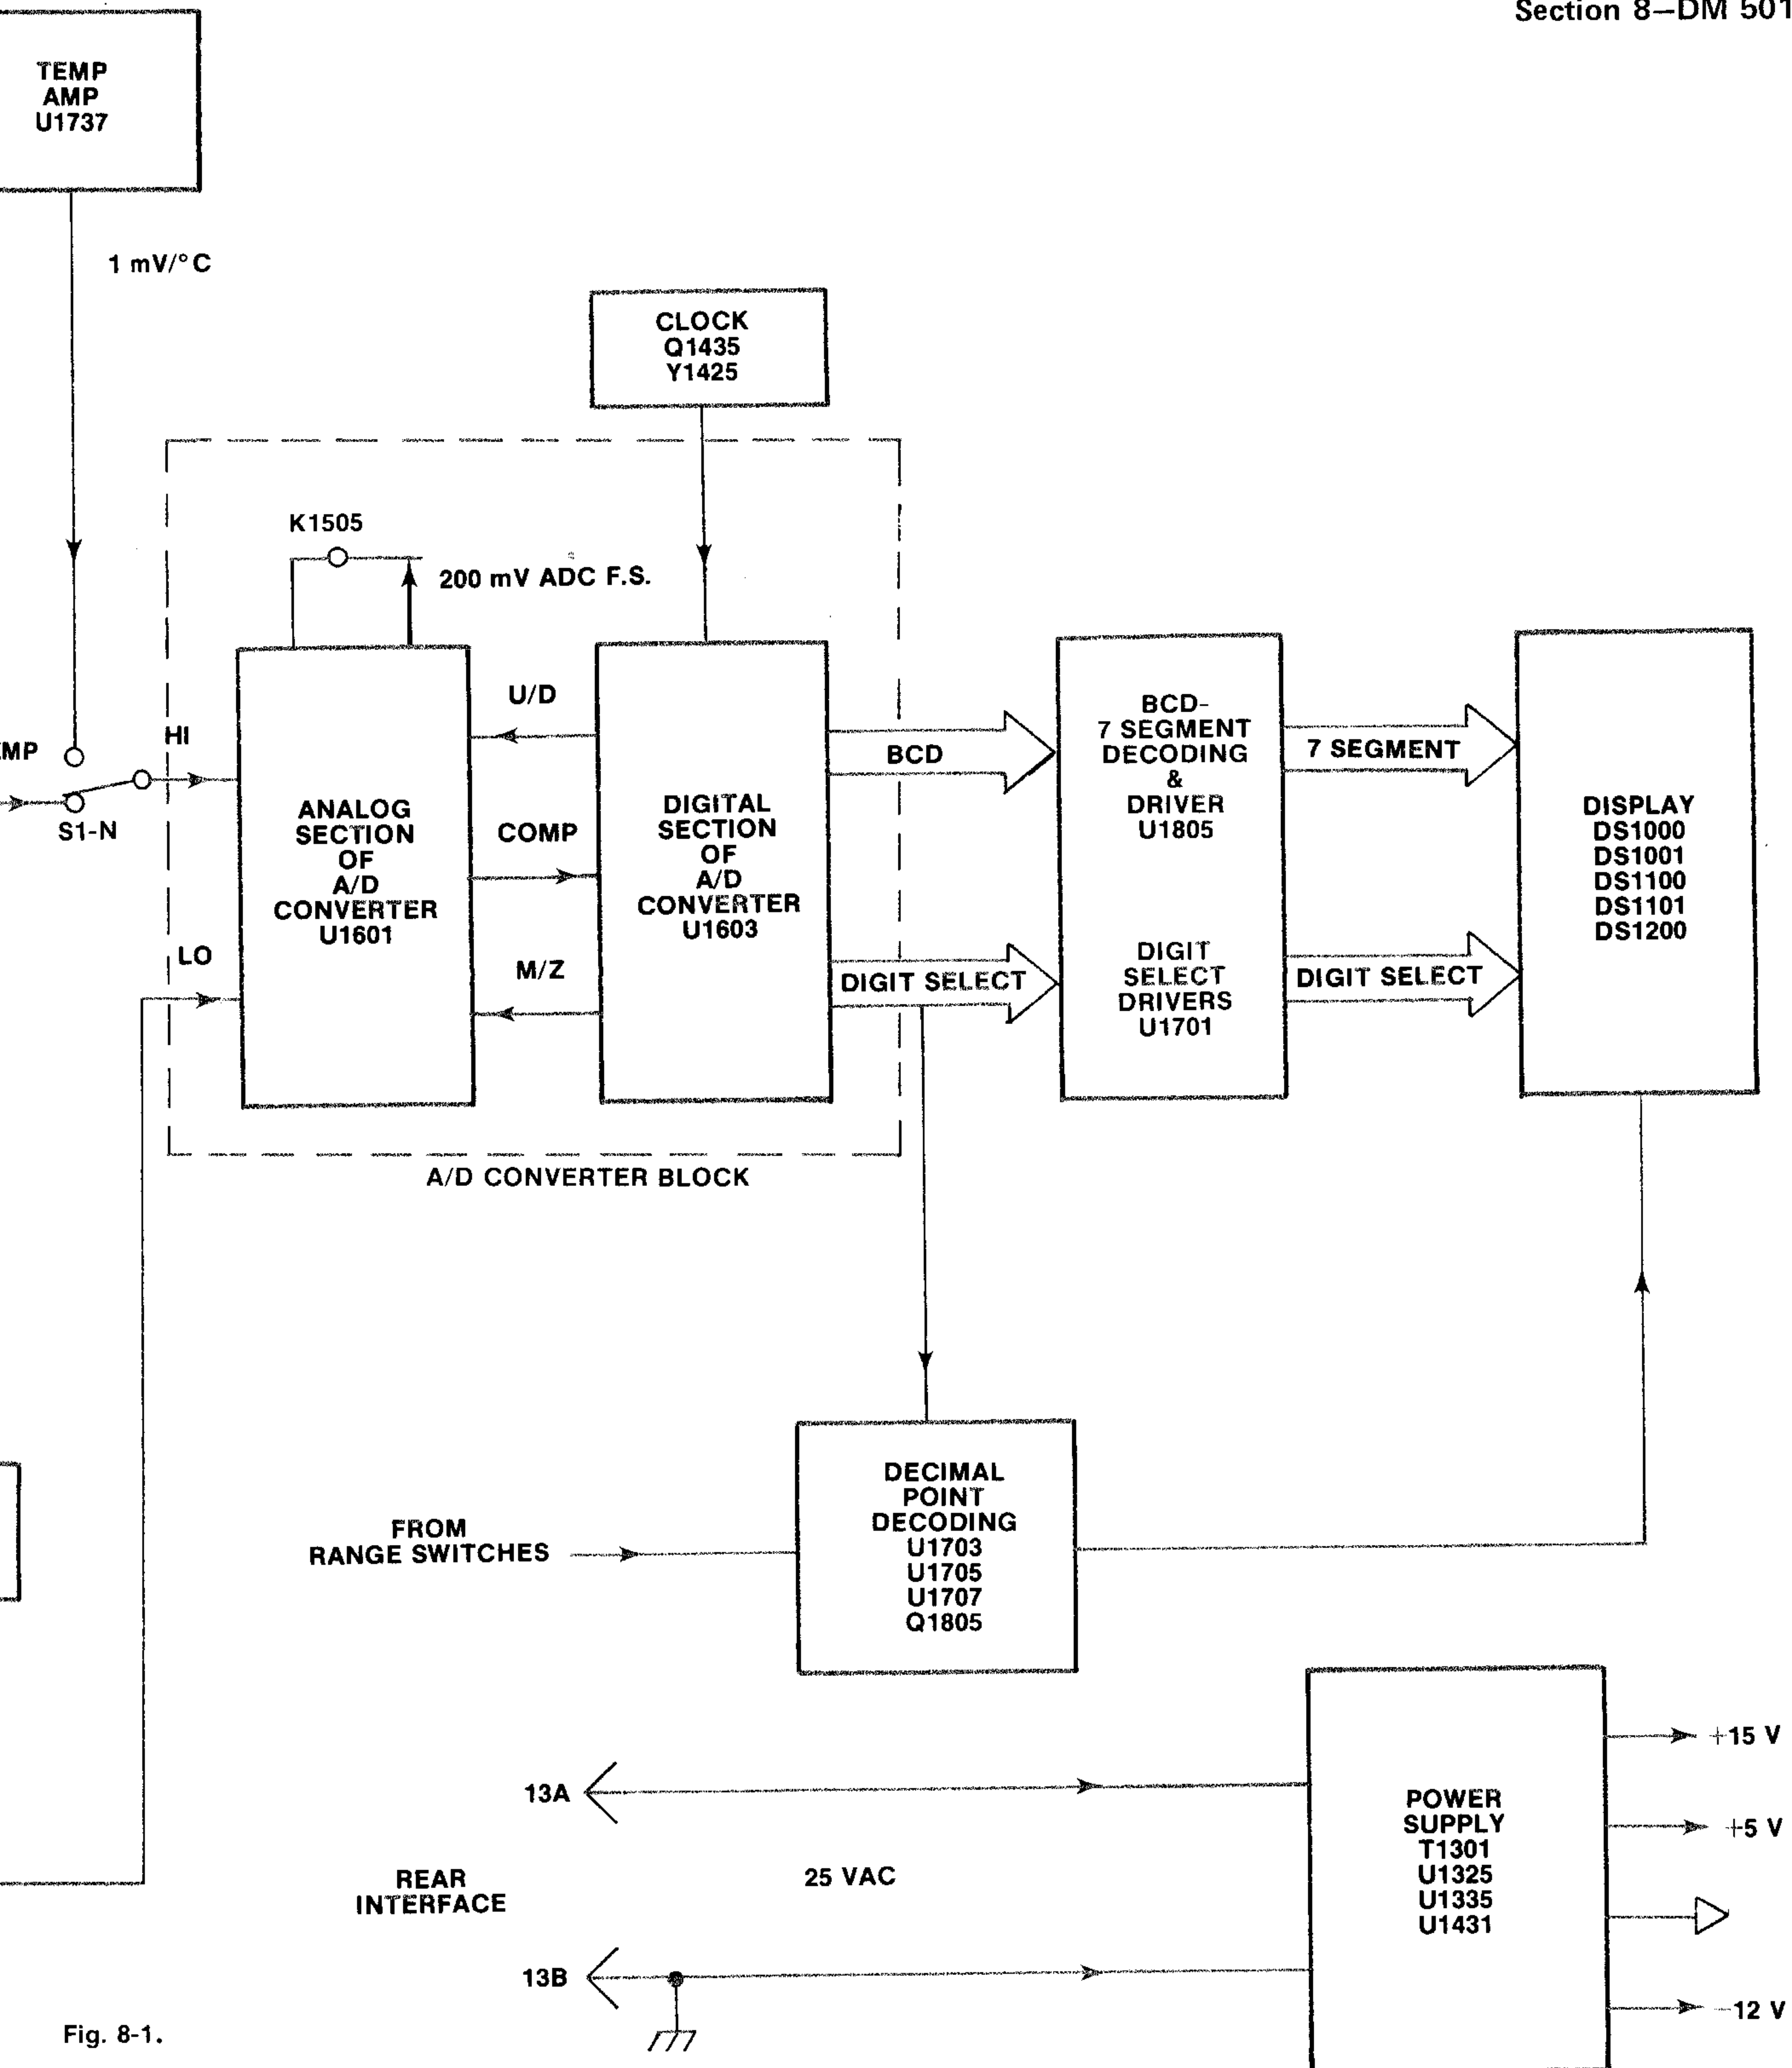 Section 8—DM 501
TEMP
AMP
U1737
1 mV/°C
CLOCK
Q1435
Y1425
K1505
200 mV ADC F.S.
U/D
HI
S1-N
ANALOG
SECTION
OF
A/D
CONVERTER
U1601
COMP
LO
M/Z
DIGITAL
SECTION
OF
A/D
CONVERTER
U1603
BCD
DIGIT SELECT
BCD-
7 SEGMENT
DECODING
&
DRIVER
U1805
DIGIT
SELECT
DRIVERS
U1701
7 SEGMENT
DIGIT SELECT
DISPLAY
DS1000
DS1001
DS1100
DS1101
DS1200
A/D CONVERTER BLOCK
FROM
RANGE SWITCHES
DECIMAL
POINT
DECODING
U1703
U1705
U1707
Q1805
13A
REAR
INTERFACE
25 VAC
13B
POWER
SUPPLY
T1301
U1325
U1335
U1431
+15 V
+5 V
-12 V
Fig. 8-1.